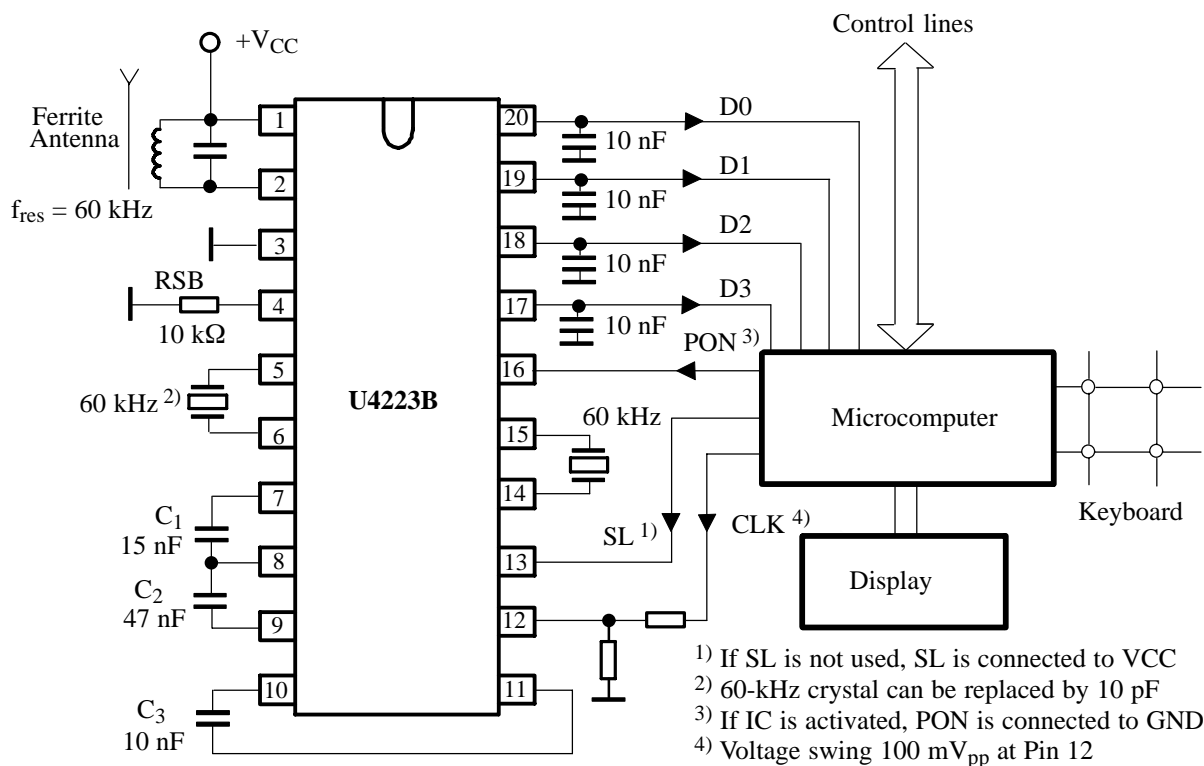 Control lines
+VCC
Ferrite
Antenna
fres = 60 kHz
1
2
3
RSB
4
10 kΩ
5
60 kHz 2)
6
7
C1
15 nF
8
C2
47 nF
9
10
C3
10 nF
U4223B
20
D0
10 nF
19
D1
10 nF
18
D2
10 nF
17
D3
10 nF
16
PON 3)
15
60 kHz
14
13
SL 1)
CLK 4)
12
11
Microcomputer
Keyboard
Display
1) If SL is not used, SL is connected to VCC
2) 60-kHz crystal can be replaced by 10 pF
3) If IC is activated, PON is connected to GND
4) Voltage swing 100 mVpp at Pin 12